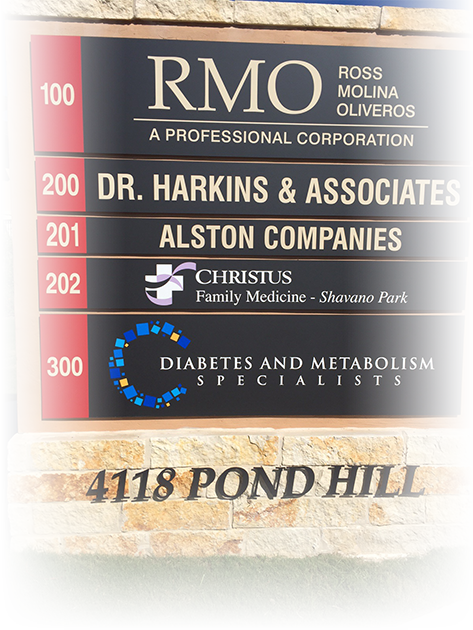 100
RMO
ROSS
MOLINA
OLIVEROS
A PROFESSIONAL CORPORATION
200 DR. HARKINS & ASSOCIATES
201 ALSTON COMPANIES
202 CHRISTUS
Family Medicine - Shavano Park
300 DIABETES AND METABOLISM
SPECIALISTS
4118 POND HILL